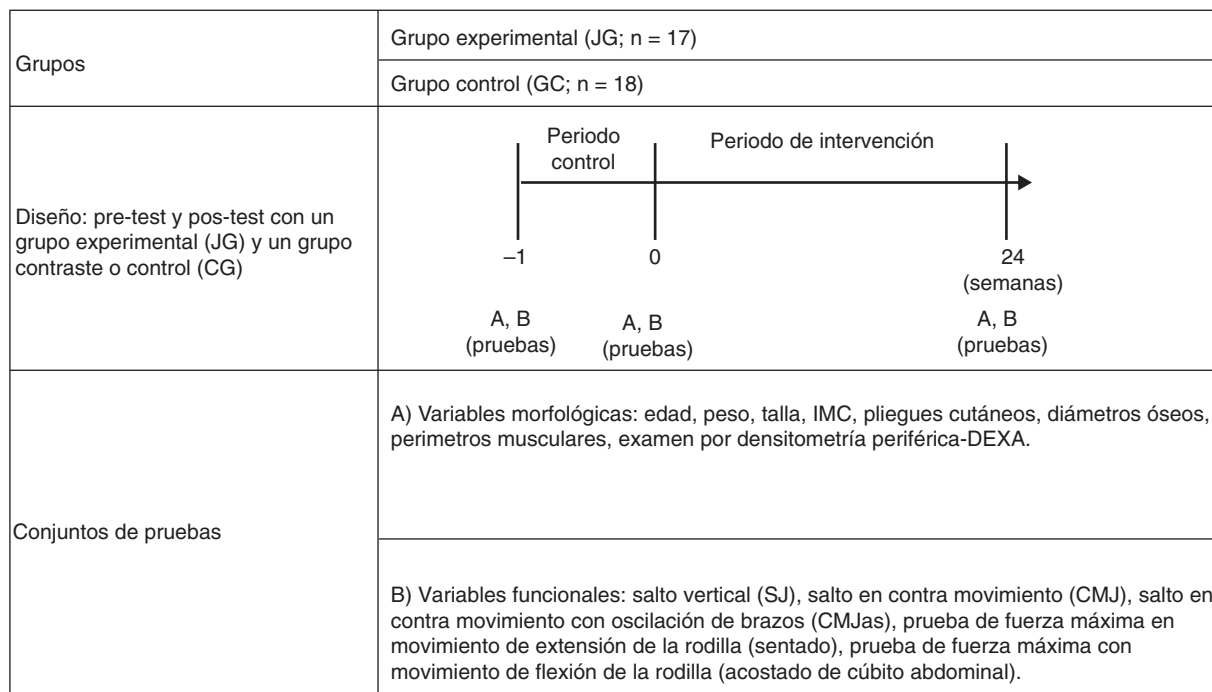 Grupos
Grupo experimental (JG; n = 17)
Grupo control (GC; n = 18)
Diseño: pre-test y pos-test con un
grupo experimental (JG) y un grupo
contraste o control (CG)
Periodo
control
Periodo de intervención
–1
0
24
(semanas)
A, B
(pruebas)
A, B
(pruebas)
A, B
(pruebas)
Conjuntos de pruebas
A) Variables morfológicas: edad, peso, talla, IMC, pliegues cutáneos, diámetros óseos,
perimetros musculares, examen por densitometría periférica-DEXA.
B) Variables funcionales: salto vertical (SJ), salto en contra movimiento (CMJ), salto en
contra movimiento con oscilación de brazos (CMJas), prueba de fuerza máxima en
movimiento de extensión de la rodilla (sentado), prueba de fuerza máxima con
movimiento de flexión de la rodilla (acostado de cúbito abdominal).